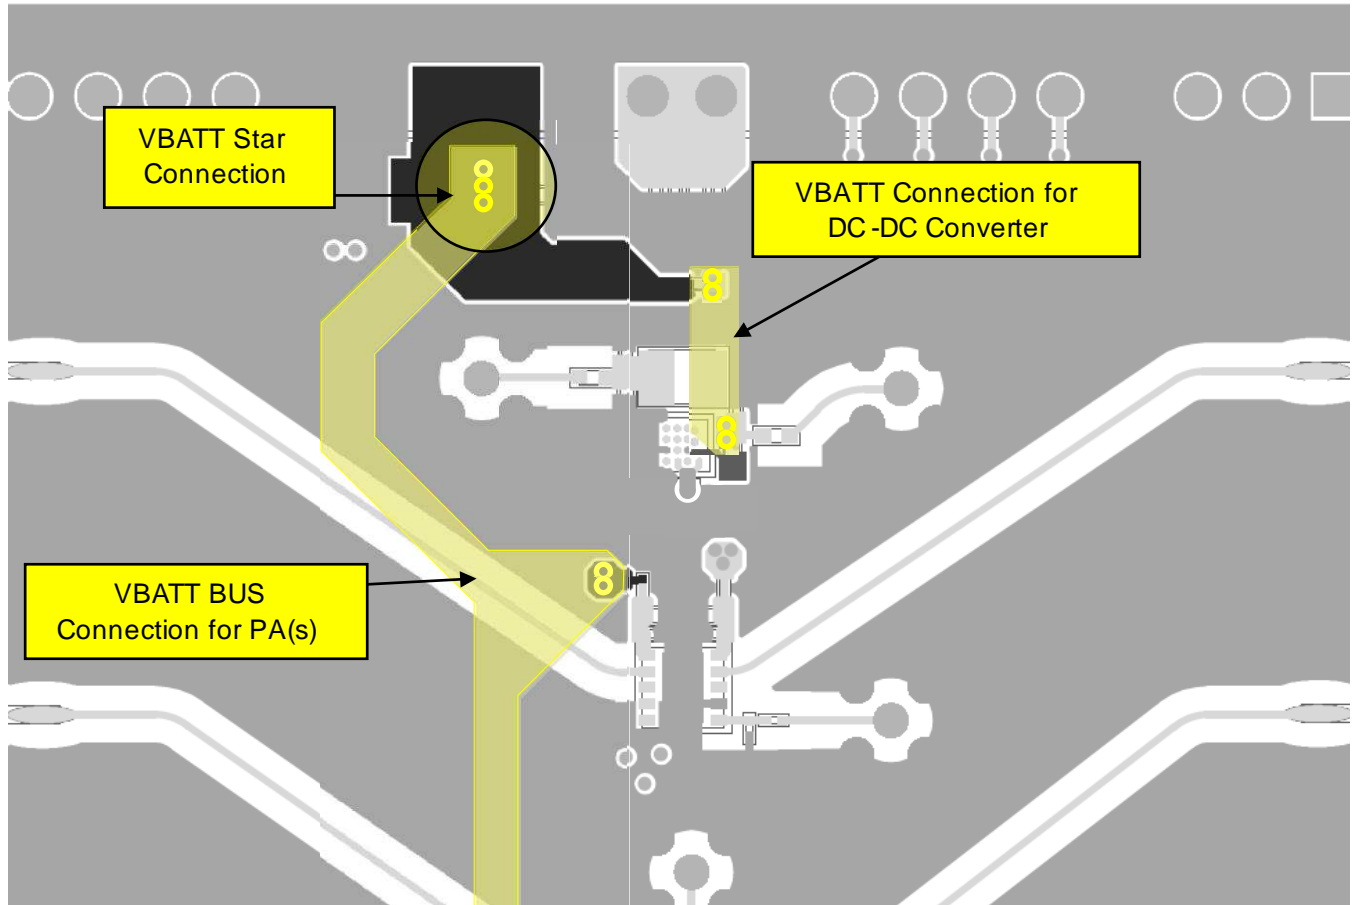 VBATT Star
Connection
VBATT Connection for
DC-DC Converter
VBATT BUS
Connection for PA(s)